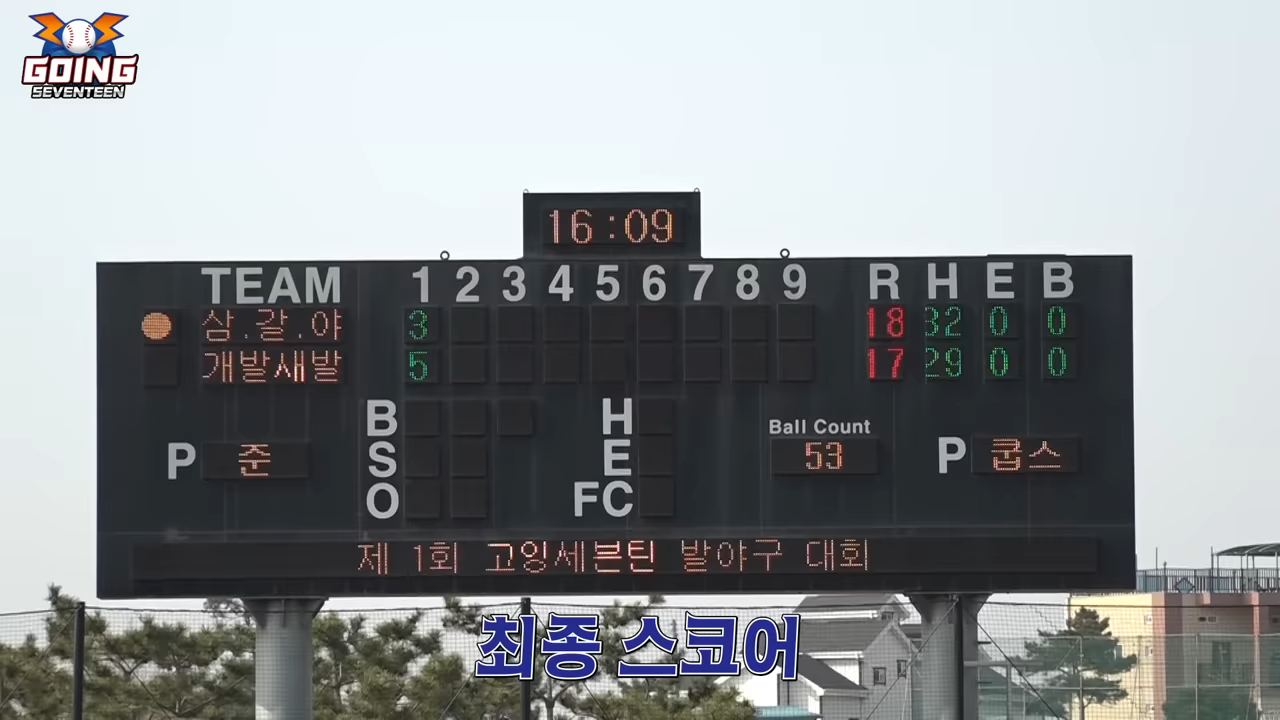 GOING
SEVENTEEN
16:09
TEAM 1 2 3 4 5 6 7 8 9 R H E B
삼.갈.야 3 18 32 0 0
개발새발 5 17 29 0 0
B H
Ball Count
P 준 S E 53 P 쿱스
O FC
제 1회 고잉세븐틴 발야구 대회
최종 스코어